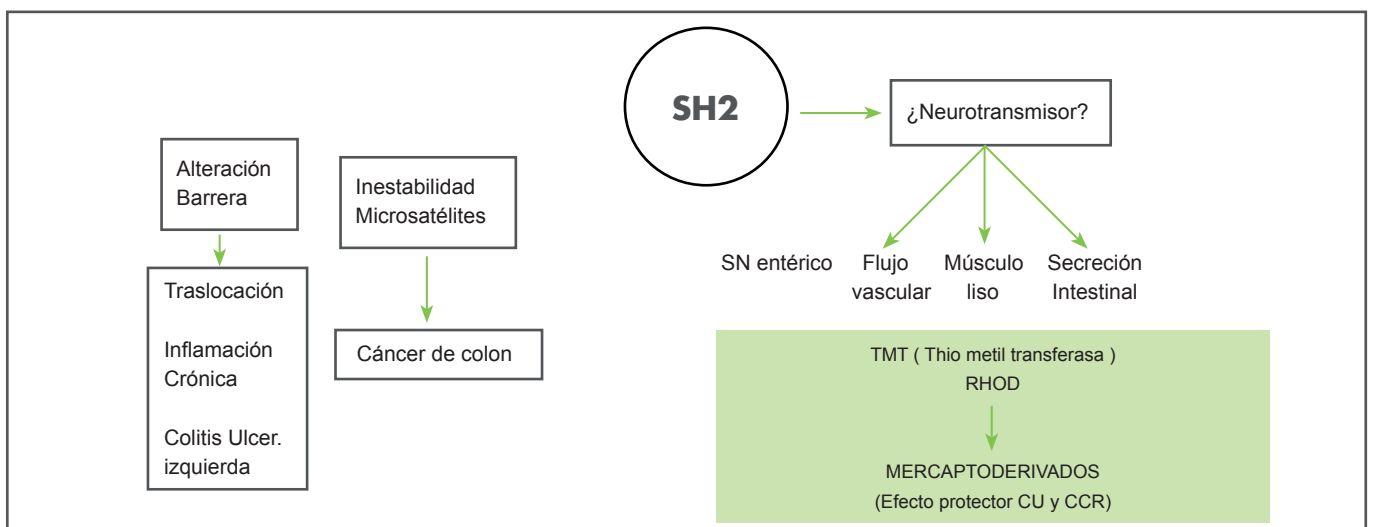 SH2
¿Neurotransmisor?
Alteración
Barrera
Inestabilidad
Microsatélites
SN entérico
Flujo
vascular
Músculo
liso
Secreción
Intestinal
Traslocación
Inflamación
Crónica
Colitis Ulcer.
izquierda
Cáncer de colon
TMT ( Thio metil transferasa )
RHOD
MERCAPTODERIVADOS
(Efecto protector CU y CCR)